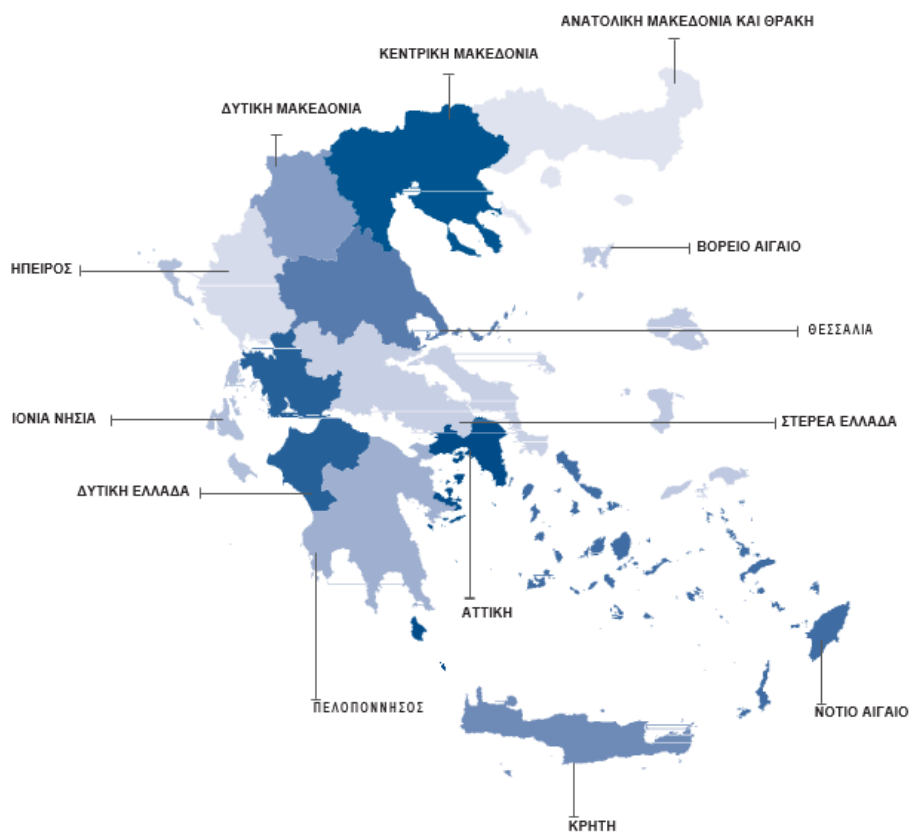 ΑΝΑΤΟΛΙΚΗ ΜΑΚΕΔΟΝΙΑ ΚΑΙ ΘΡΑΚΗ
ΚΕΝΤΡΙΚΗ ΜΑΚΕΔΟΝΙΑ
ΔΥΤΙΚΗ ΜΑΚΕΔΟΝΙΑ
ΒΟΡΕΙΟ ΑΙΓΑΙΟ
ΗΠΕΙΡΟΣ
ΘΕΣΣΑΛΙΑ
ΙΟΝΙΑ ΝΗΣΙΑ
ΣΤΕΡΕΑ ΕΛΛΑΔΑ
ΔΥΤΙΚΗ ΕΛΛΑΔΑ
ΑΤΤΙΚΗ
ΠΕΛΟΠΟΝΝΗΣΟΣ
ΝΟΤΙΟ ΑΙΓΑΙΟ
ΚΡΗΤΗ